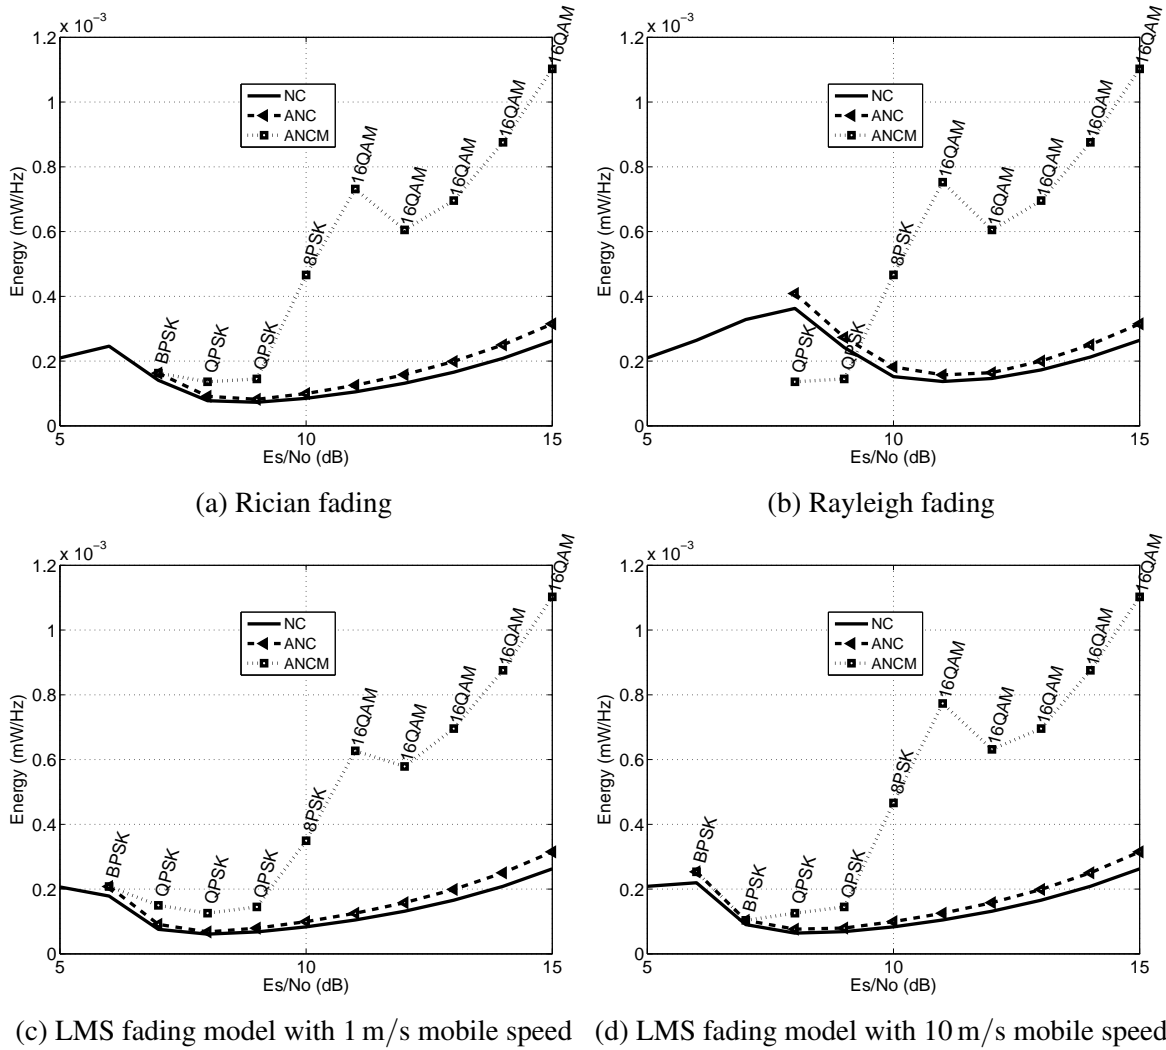 x 10⁻³
1.2
1
0.8
0.6
0.4
0.2
0
Energy (mW/Hz)
NC
ANC
ANCM
BPSK
QPSK
QPSK
8PSK
16QAM
16QAM
16QAM
16QAM
16QAM
5
10
15
Es/No (dB)
(a) Rician fading
x 10⁻³
1.2
1
0.8
0.6
0.4
0.2
0
Energy (mW/Hz)
NC
ANC
ANCM
QPSK
QPSK
8PSK
16QAM
16QAM
16QAM
16QAM
16QAM
5
10
15
Es/No (dB)
(b) Rayleigh fading
x 10⁻³
1.2
1
0.8
0.6
0.4
0.2
0
Energy (mW/Hz)
NC
ANC
ANCM
BPSK
QPSK
QPSK
QPSK
8PSK
16QAM
16QAM
16QAM
16QAM
16QAM
5
10
15
Es/No (dB)
(c) LMS fading model with 1 m/s mobile speed
x 10⁻³
1.2
1
0.8
0.6
0.4
0.2
0
Energy (mW/Hz)
NC
ANC
ANCM
BPSK
BPSK
QPSK
QPSK
8PSK
16QAM
16QAM
16QAM
16QAM
16QAM
5
10
15
Es/No (dB)
(d) LMS fading model with 10 m/s mobile speed